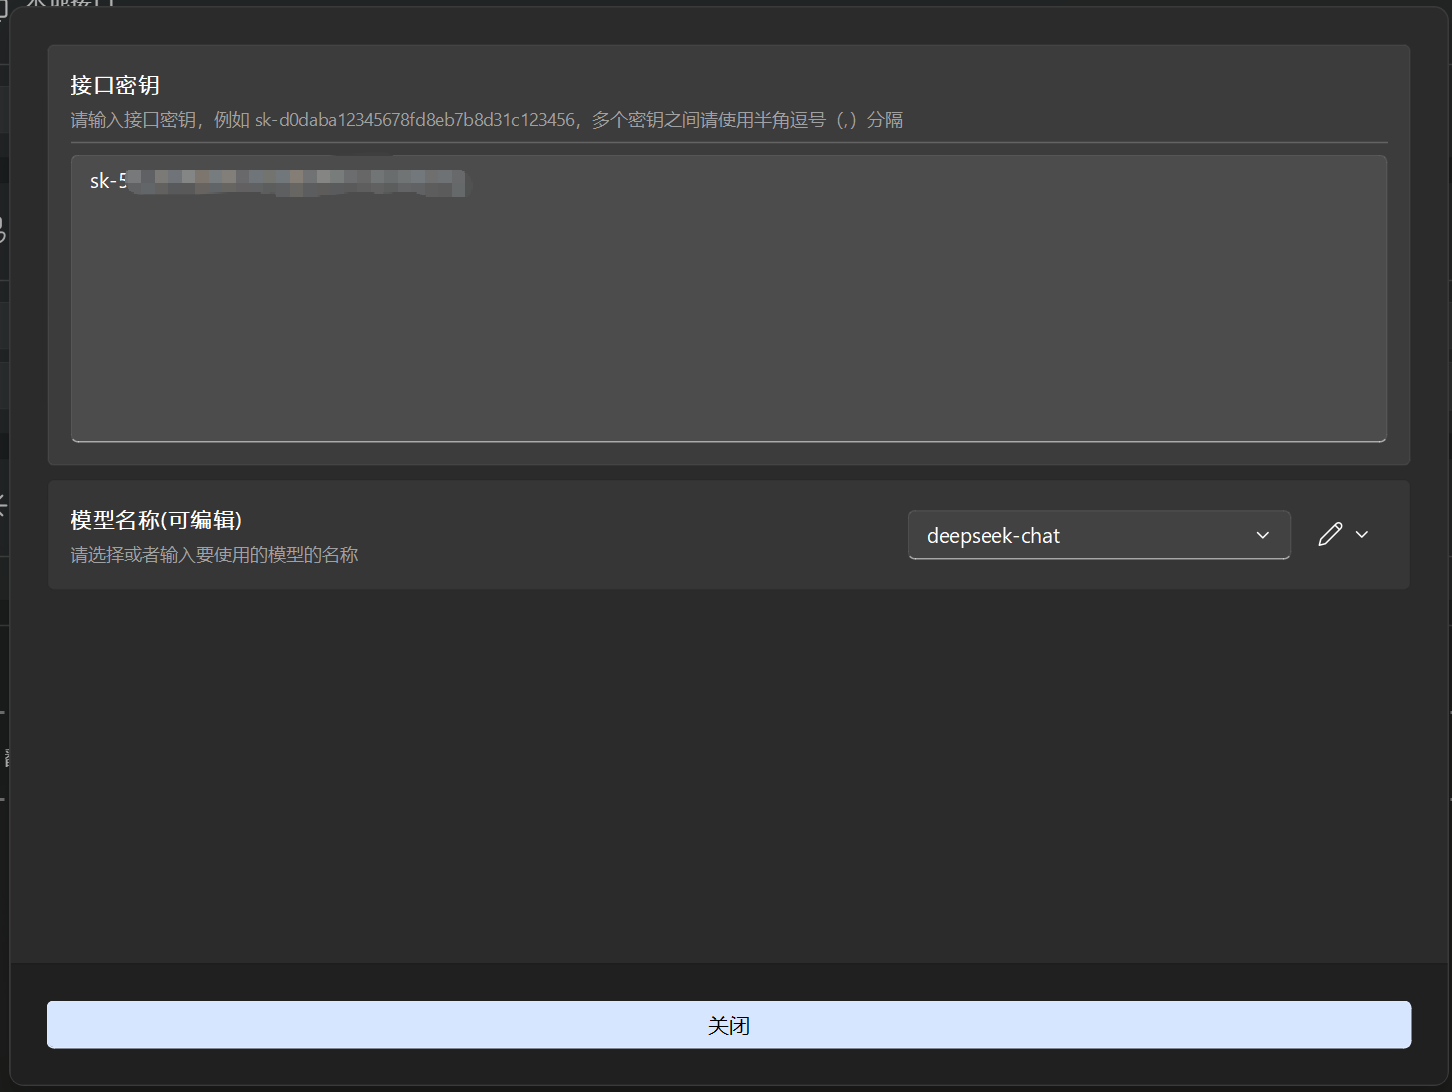 接口密钥
请输入接口密钥，例如 sk-d0daba12345678fd8eb7b8d31c123456，多个密钥之间请使用半角逗号（,）分隔
sk-5
模型名称(可编辑)
请选择或者输入要使用的模型的名称
deepseek-chat
关闭